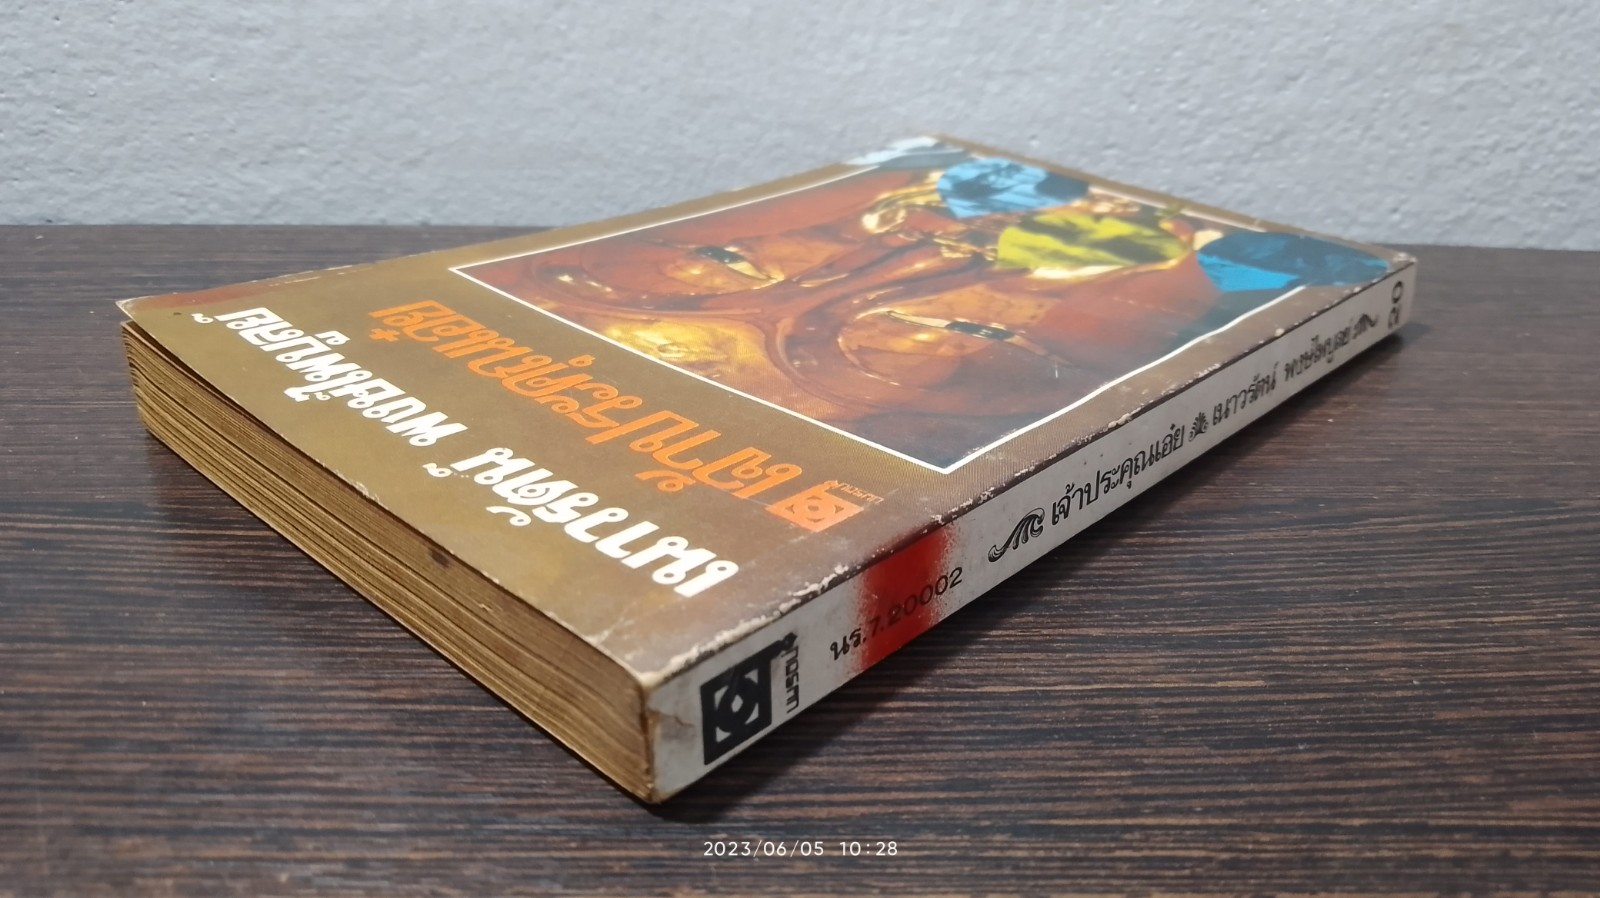 เจ้าประคุณเอ๋ย
เนาวรัตน์ พงษ์ไพบูลย์
นร.7.20002
เจ้าประคุณเอ๋ย เนาวรัตน์ พงษ์ไพบูลย์
2023/06/05 10:28